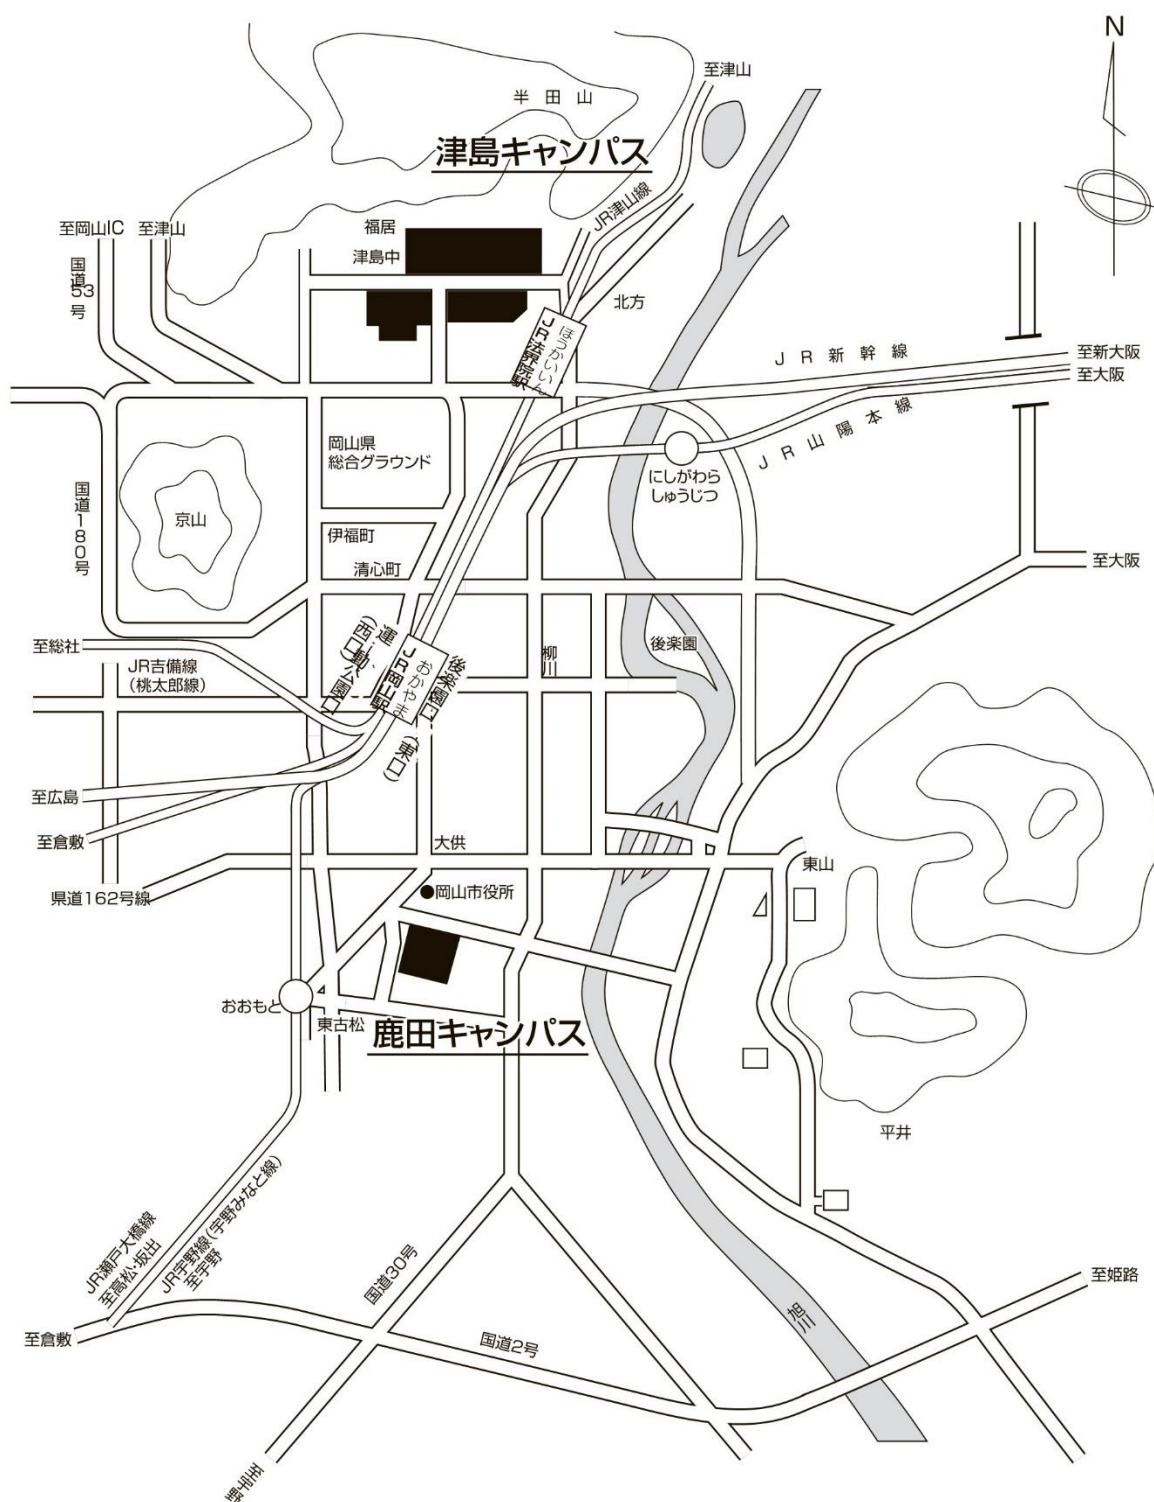 N
至津山
半田山
津島キャンパス
JR津山線
至岡山IC
至津山
福居
国道53号
津島中
北方
ほうかいいん
JR法界院駅
JR新幹線
至新大阪
至大阪
JR山陽本線
岡山県
総合グラウンド
にしがわら
しゅうじつ
国道180号
京山
伊福町
清心町
至大阪
至総社
JR吉備線
(桃太郎線)
運動公園口
(西口)
おかやま
JR岡山駅
後楽園口
(東口)
柳川
後楽園
至広島
至倉敷
大供
東山
県道162号線
●岡山市役所
おおもと
東古松
鹿田キャンパス
平井
JR瀬戸大橋線
至高松・坂出
JR宇野線(宇野みなと線)
至宇野
国道30号
至姫路
旭川
至倉敷
国道2号